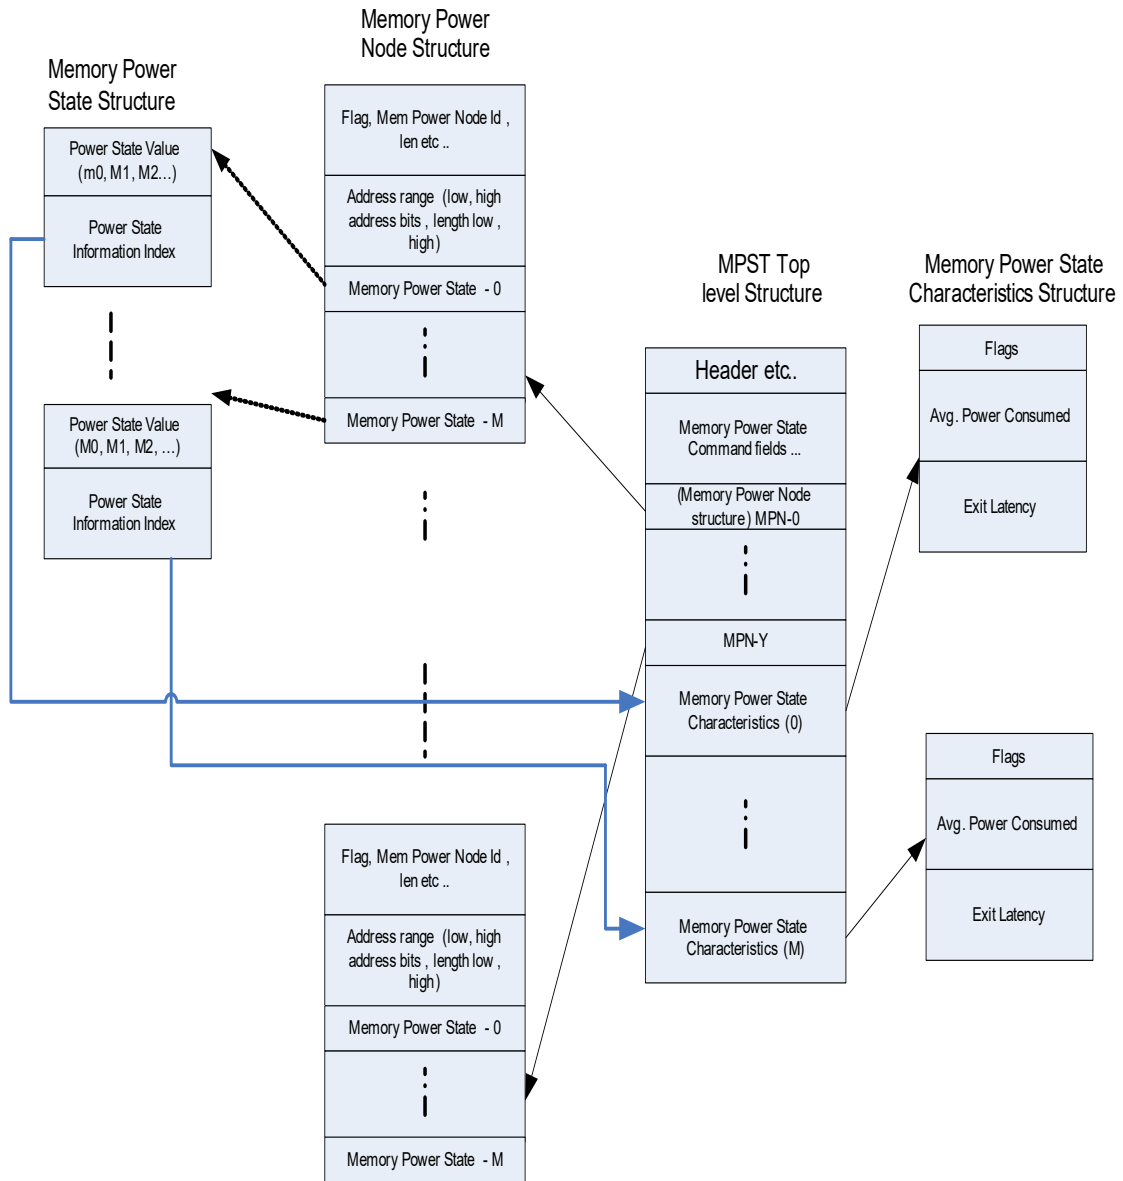 Memory Power
State Structure
Power State Value
(m0, M1, M2...)
Power State
Information Index
Power State Value
(M0, M1, M2, ...)
Power State
Information Index
Memory Power
Node Structure
Flag, Mem Power Node Id ,
len etc ..
Address range (low, high
address bits , length low ,
high)
Memory Power State - 0
Memory Power State - M
Flag, Mem Power Node Id ,
len etc ..
Address range (low, high
address bits , length low ,
high)
Memory Power State - 0
Memory Power State - M
MPST Top
level Structure
Header etc..
Memory Power State
Command fields ...
(Memory Power Node
structure) MPN-0
MPN-Y
Memory Power State
Characteristics (0)
Memory Power State
Characteristics (M)
Memory Power State
Characteristics Structure
Flags
Avg. Power Consumed
Exit Latency
Flags
Avg. Power Consumed
Exit Latency